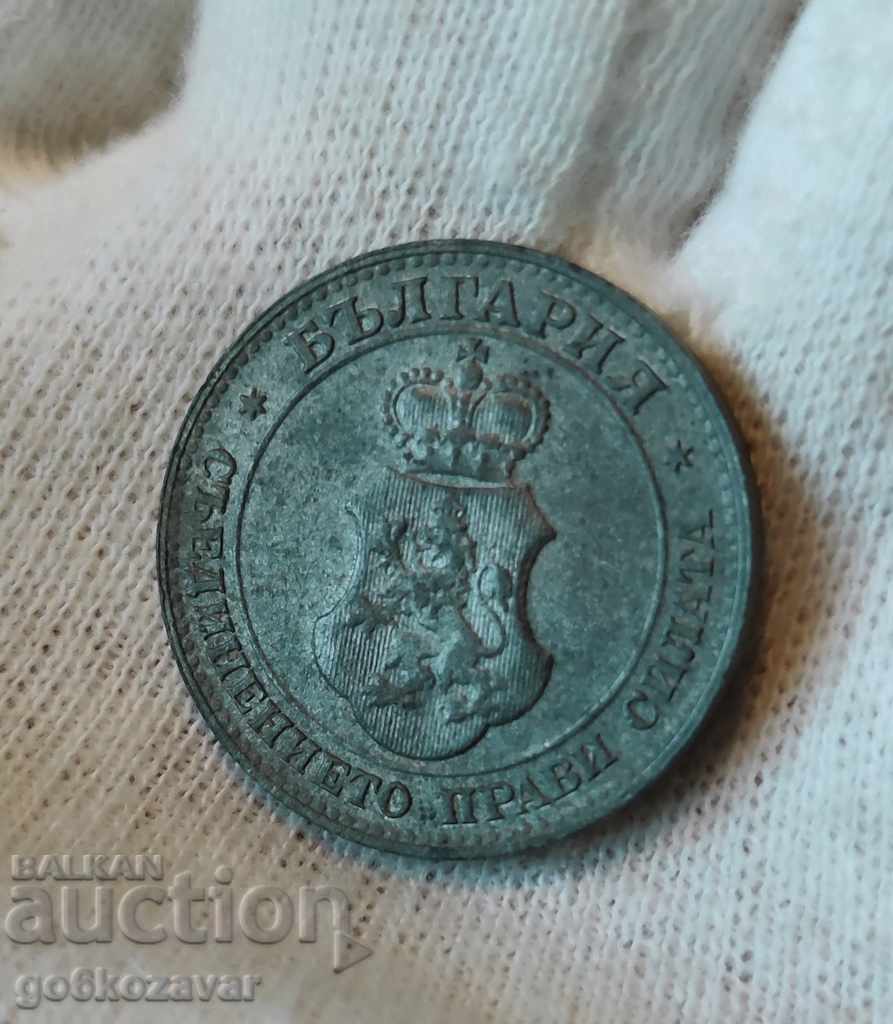 БЪЛГАРИЯ
СЪЕДИНЕНИЕТО ПРАВИ СИЛАТА
BALKAN
auction
go6kozavar